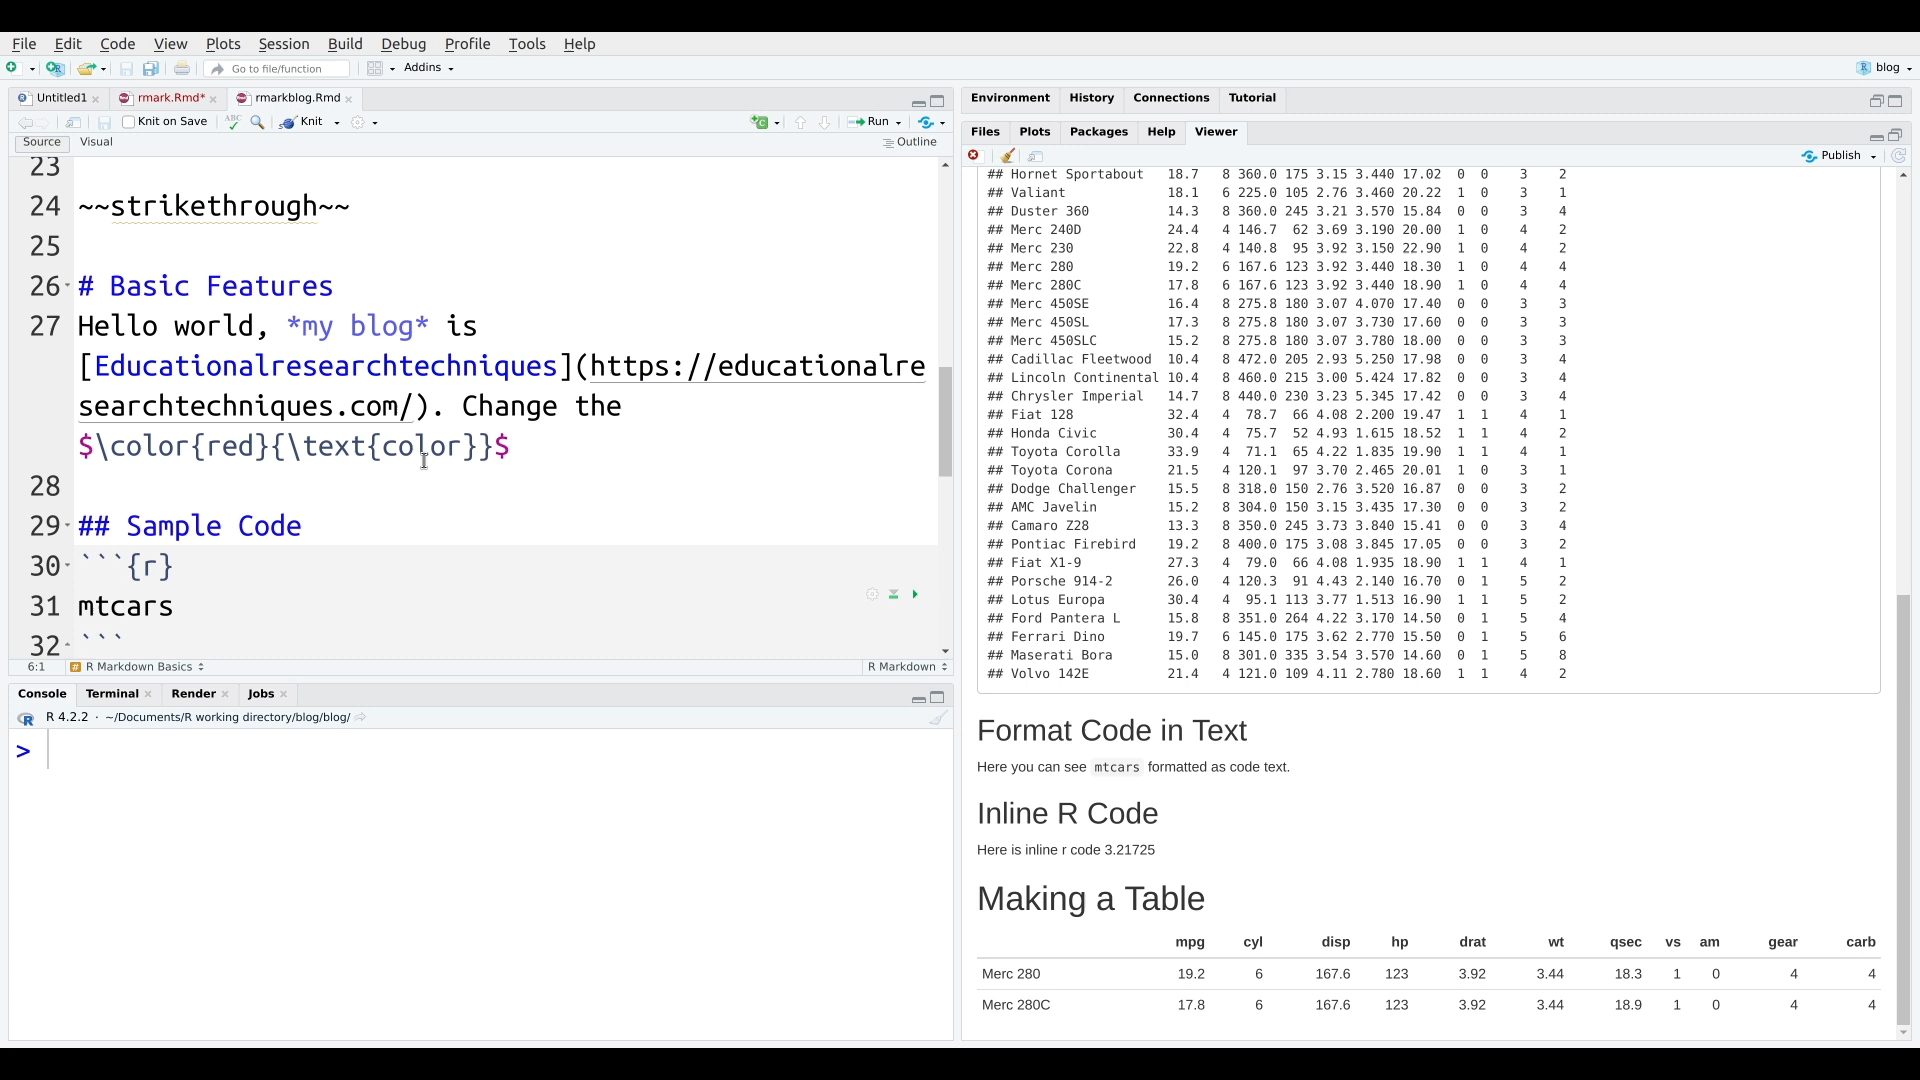 File Edit Code View Plots Session Build Debug Profile Tools Help
Go to file/function Addins blog
Untitled1 rmark.Rmd* rmarkblog.Rmd
Knit on Save ABC Knit Run
Source Visual Outline
23
24 ~~strikethrough~~
25
26 # Basic Features
27 Hello world, *my blog* is
[Educationalresearchtechniques](https://educationalre
searchtechniques.com/). Change the
$\color{red}{\text{color}}$
28
29 ## Sample Code
30 ```{r}
31 mtcars
32 ```
6:1 # R Markdown Basics R Markdown
Console Terminal Render Jobs
R 4.2.2 · ~/Documents/R working directory/blog/blog/
>
Environment History Connections Tutorial
Files Plots Packages Help Viewer
Publish
## Hornet Sportabout 18.7 8 360.0 175 3.15 3.440 17.02 0 0 3 2
## Valiant 18.1 6 225.0 105 2.76 3.460 20.22 1 0 3 1
## Duster 360 14.3 8 360.0 245 3.21 3.570 15.84 0 0 3 4
## Merc 240D 24.4 4 146.7 62 3.69 3.190 20.00 1 0 4 2
## Merc 230 22.8 4 140.8 95 3.92 3.150 22.90 1 0 4 2
## Merc 280 19.2 6 167.6 123 3.92 3.440 18.30 1 0 4 4
## Merc 280C 17.8 6 167.6 123 3.92 3.440 18.90 1 0 4 4
## Merc 450SE 16.4 8 275.8 180 3.07 4.070 17.40 0 0 3 3
## Merc 450SL 17.3 8 275.8 180 3.07 3.730 17.60 0 0 3 3
## Merc 450SLC 15.2 8 275.8 180 3.07 3.780 18.00 0 0 3 3
## Cadillac Fleetwood 10.4 8 472.0 205 2.93 5.250 17.98 0 0 3 4
## Lincoln Continental 10.4 8 460.0 215 3.00 5.424 17.82 0 0 3 4
## Chrysler Imperial 14.7 8 440.0 230 3.23 5.345 17.42 0 0 3 4
## Fiat 128 32.4 4 78.7 66 4.08 2.200 19.47 1 1 4 1
## Honda Civic 30.4 4 75.7 52 4.93 1.615 18.52 1 1 4 2
## Toyota Corolla 33.9 4 71.1 65 4.22 1.835 19.90 1 1 4 1
## Toyota Corona 21.5 4 120.1 97 3.70 2.465 20.01 1 0 3 1
## Dodge Challenger 15.5 8 318.0 150 2.76 3.520 16.87 0 0 3 2
## AMC Javelin 15.2 8 304.0 150 3.15 3.435 17.30 0 0 3 2
## Camaro Z28 13.3 8 350.0 245 3.73 3.840 15.41 0 0 3 4
## Pontiac Firebird 19.2 8 400.0 175 3.08 3.845 17.05 0 0 3 2
## Fiat X1-9 27.3 4 79.0 66 4.08 1.935 18.90 1 1 4 1
## Porsche 914-2 26.0 4 120.3 91 4.43 2.140 16.70 0 1 5 2
## Lotus Europa 30.4 4 95.1 113 3.77 1.513 16.90 1 1 5 2
## Ford Pantera L 15.8 8 351.0 264 4.22 3.170 14.50 0 1 5 4
## Ferrari Dino 19.7 6 145.0 175 3.62 2.770 15.50 0 1 5 6
## Maserati Bora 15.0 8 301.0 335 3.54 3.570 14.60 0 1 5 8
## Volvo 142E 21.4 4 121.0 109 4.11 2.780 18.60 1 1 4 2
Format Code in Text
Here you can see mtcars formatted as code text.
Inline R Code
Here is inline r code 3.21725
Making a Table
mpg cyl disp hp drat wt qsec vs am gear carb
Merc 280 19.2 6 167.6 123 3.92 3.44 18.3 1 0 4 4
Merc 280C 17.8 6 167.6 123 3.92 3.44 18.9 1 0 4 4